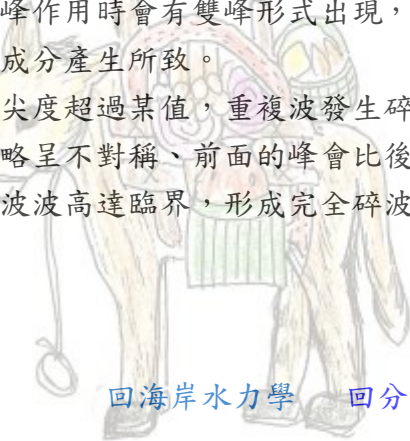 峰作用時會有雙峰形式出現，
成分產生所致。
尖度超過某值，重複波發生碎
略呈不對稱、前面的峰會比後
波波高達臨界，形成完全碎波
回海岸水力學 回分